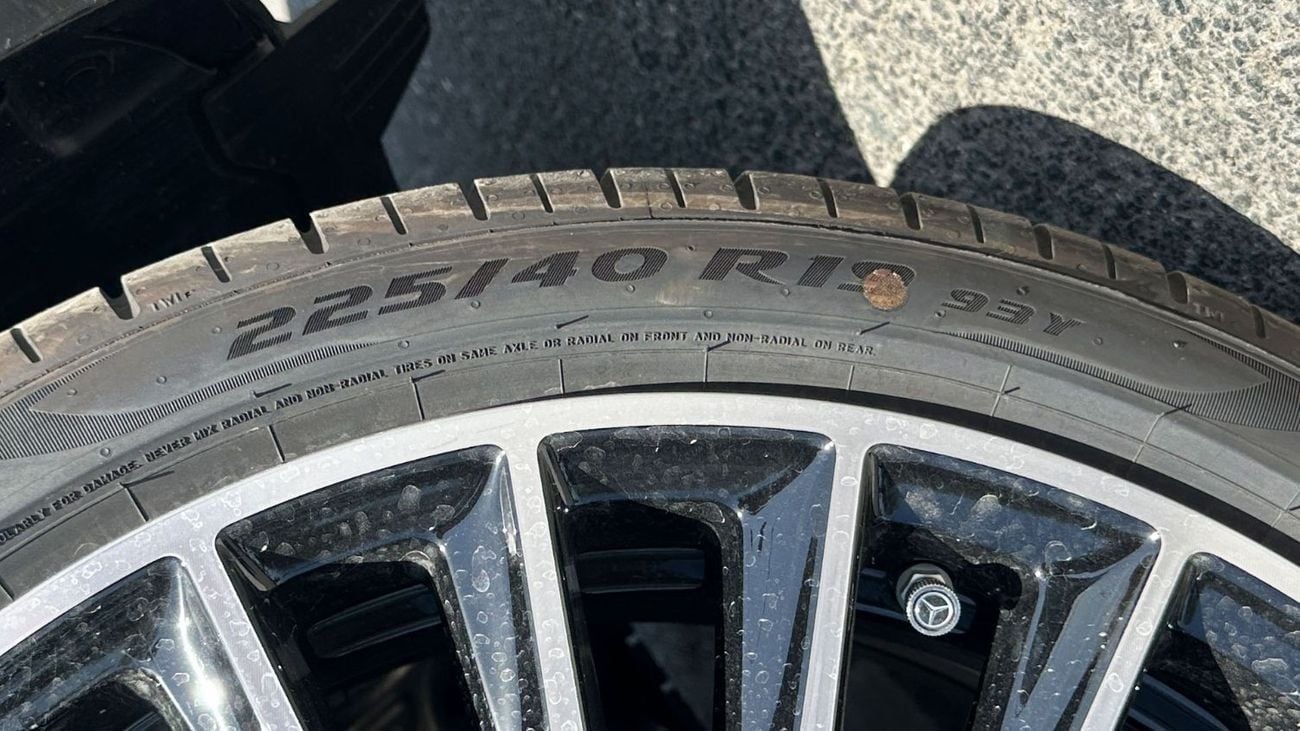 TWI
225/40 R19 93Y
TWI
FOR DAMAGE. NEVER MIX RADIAL AND NON-RADIAL TIRES ON SAME AXLE OR RADIAL ON FRONT AND NON-RADIAL ON REAR.